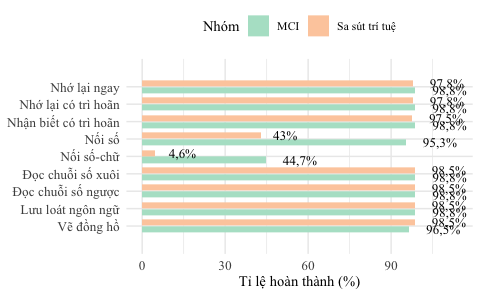 Nhóm MCI Sa sút trí tuệ
Nhớ lại ngay 97,8%
98,8%
Nhớ lại có trì hoãn 97,8%
98,8%
Nhận biết có trì hoãn 97,5%
98,8%
Nối số 43%
95,3%
Nối số-chữ 4,6%
44,7%
Đọc chuỗi số xuôi 98,5%
98,8%
Đọc chuỗi số ngược 98,5%
98,8%
Lưu loát ngôn ngữ 98,5%
98,8%
Vẽ đồng hồ 98,5%
96,5%
0 30 60 90
Tỉ lệ hoàn thành (%)